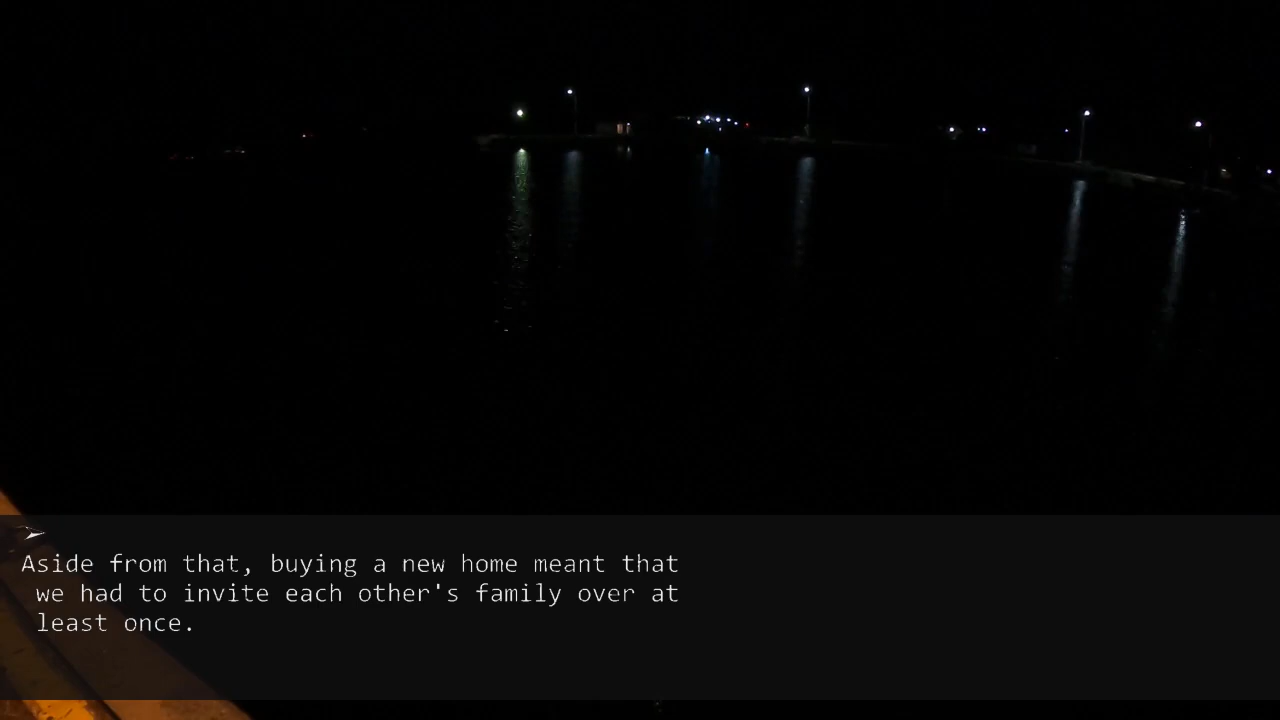 Aside from that, buying a new home meant that
we had to invite each other's family over at
least once.